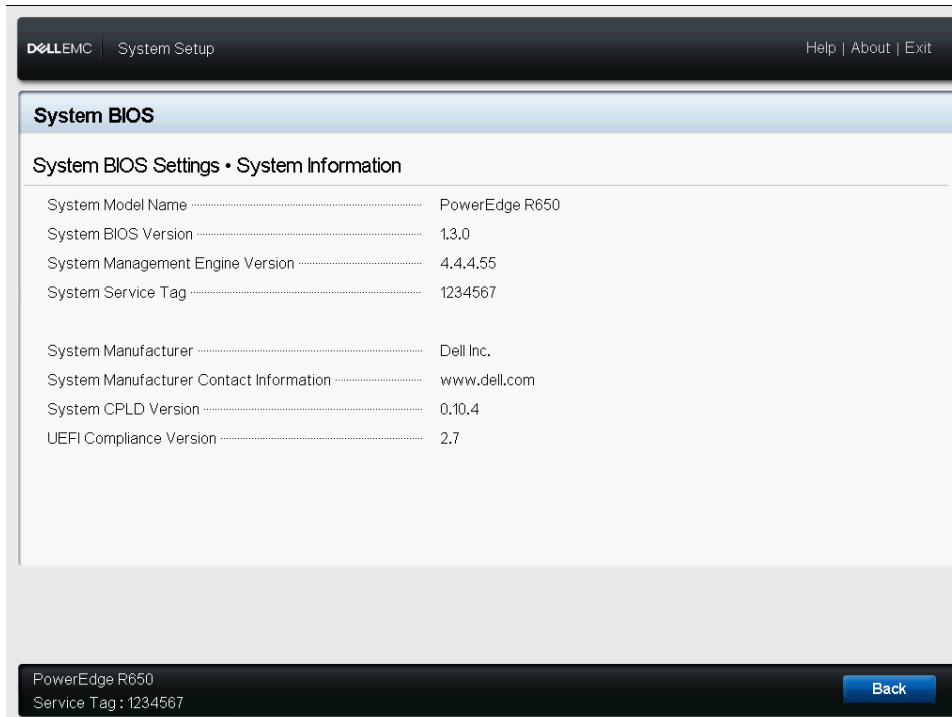 DELLEMC System Setup Help | About | Exit
System BIOS
System BIOS Settings • System Information
System Model Name PowerEdge R650
System BIOS Version 1.3.0
System Management Engine Version 4.4.4.55
System Service Tag 1234567
System Manufacturer Dell Inc.
System Manufacturer Contact Information www.dell.com
System CPLD Version 0.10.4
UEFI Compliance Version 2.7
PowerEdge R650
Service Tag : 1234567
Back